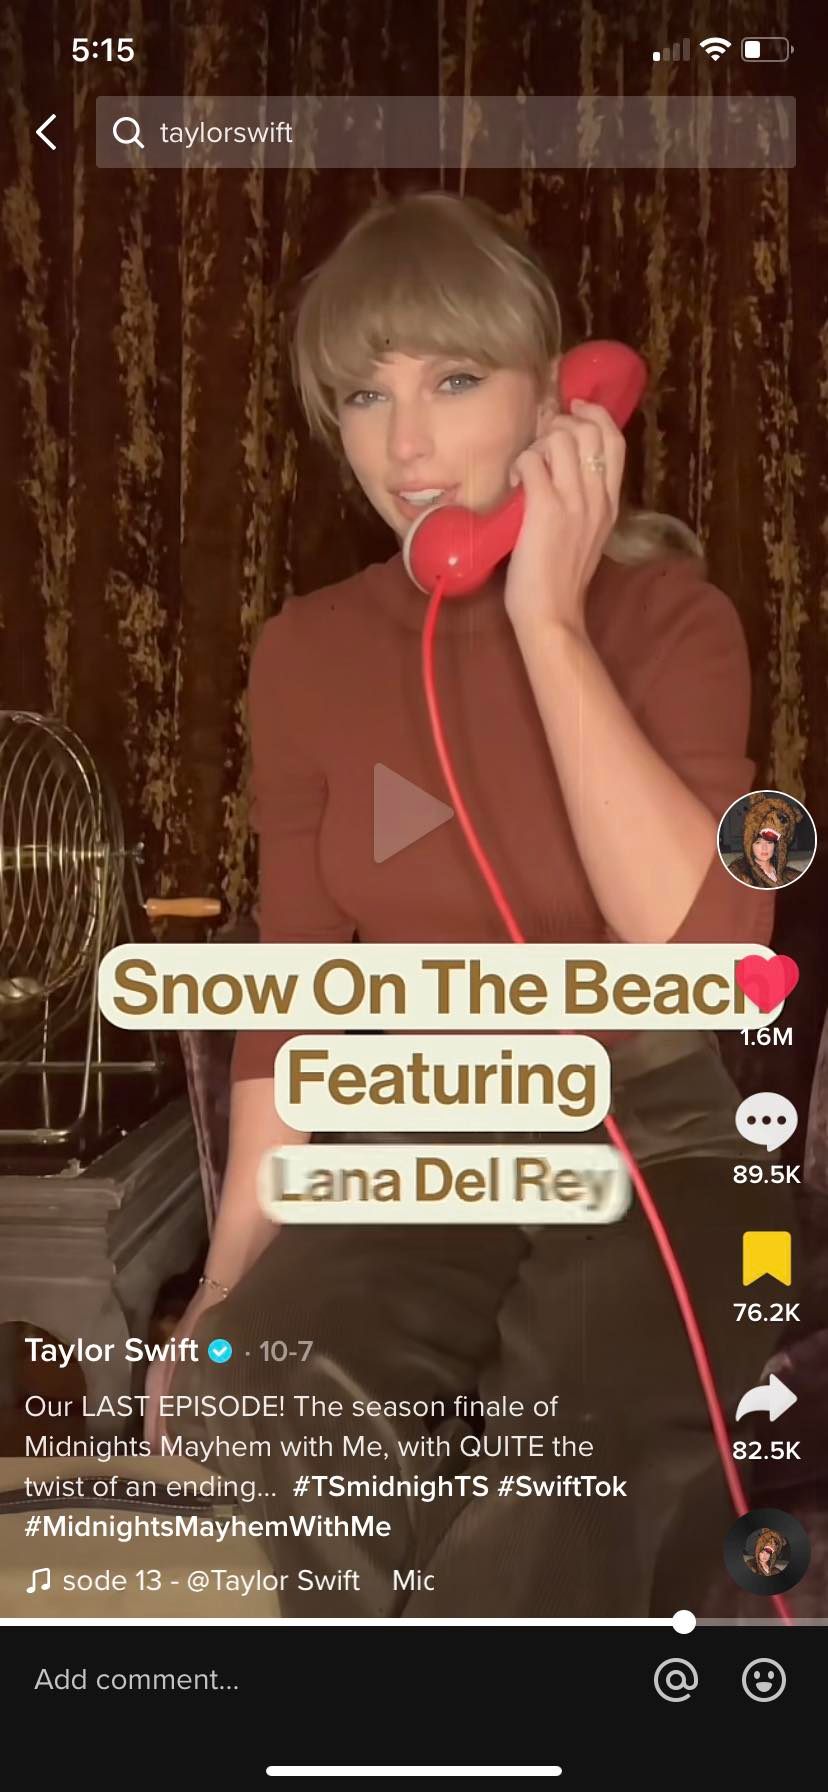 5:15
taylorswift
Snow On The Beach
Featuring
Lana Del Rey
1.6M
89.5K
76.2K
82.5K
Taylor Swift · 10-7
Our LAST EPISODE! The season finale of
Midnights Mayhem with Me, with QUITE the
twist of an ending... #TSmidnighTS #SwiftTok
#MidnightsMayhemWithMe
sode 13 - @Taylor Swift Mic
Add comment...